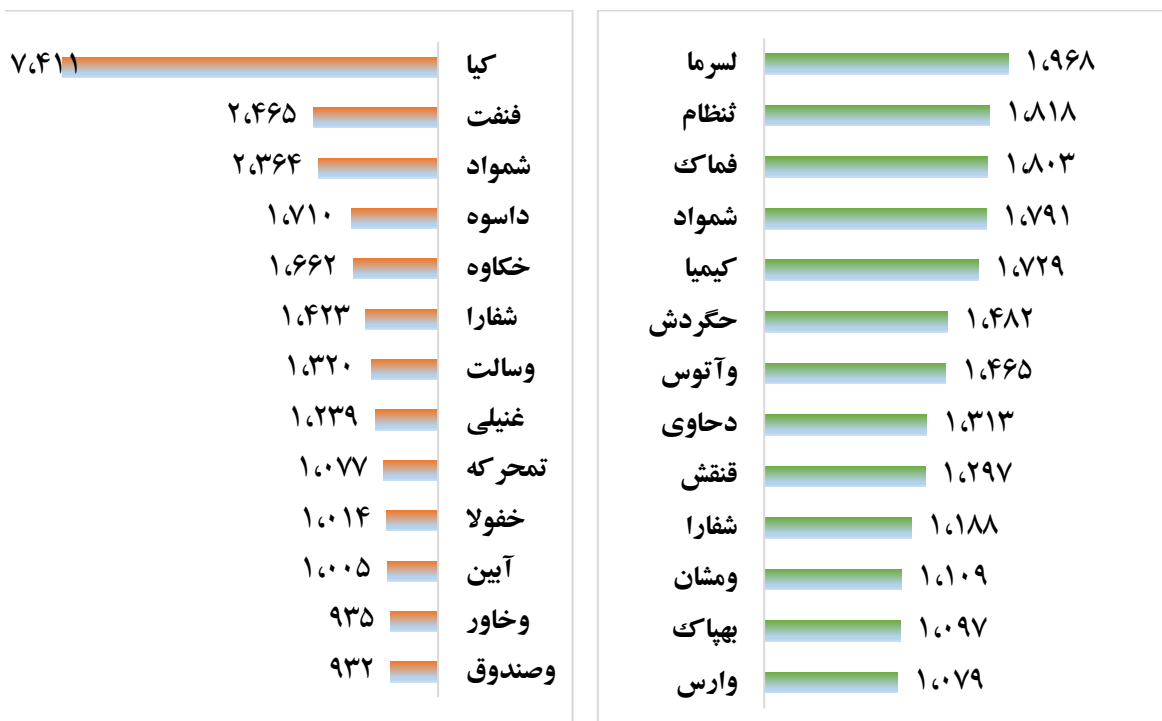 لسرما ۱،۹۶۸
ثنظام ۱،۸۱۸
فماک ۱،۸۰۳
شمواد ۱،۷۹۱
کیمیا ۱،۷۲۹
حگردش ۱،۴۸۲
وآتوس ۱،۴۶۵
دحاوی ۱،۳۱۳
قنقش ۱،۲۹۷
شفارا ۱،۱۸۸
ومشان ۱،۱۰۹
بهپاک ۱،۰۹۷
وارس ۱،۰۷۹
کیا ۷،۴۱۱
فنفت ۲،۴۶۵
شمواد ۲،۳۶۴
داسوه ۱،۷۱۰
خکاوه ۱،۶۶۲
شفارا ۱،۴۲۳
وسالت ۱،۳۲۰
غنیلی ۱،۲۳۹
تمحرکه ۱،۰۷۷
خفولا ۱،۰۱۴
آبین ۱،۰۰۵
وخاور ۹۳۵
وصندوق ۹۳۲